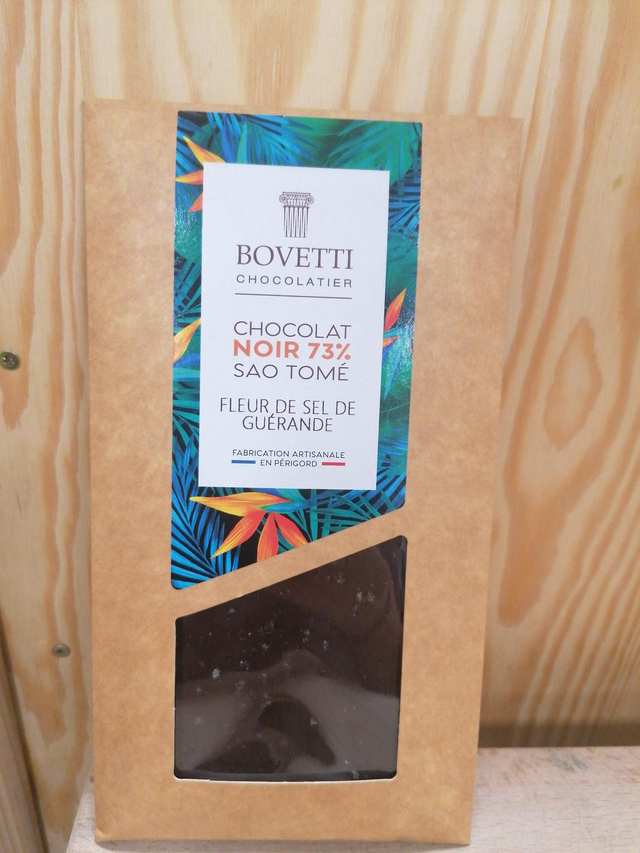 BOVETTI
CHOCOLATIER
CHOCOLAT
NOIR 73%
SAO TOMÉ
FLEUR DE SEL DE
GUÉRANDE
FABRICATION ARTISANALE
EN PÉRIGORD